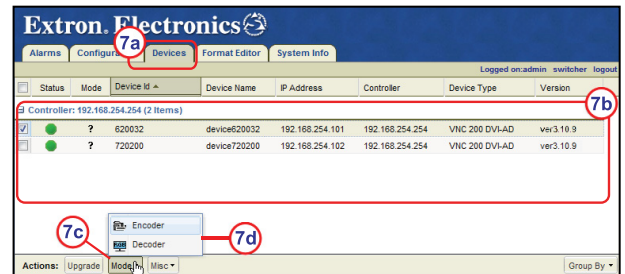 Extron. Electronics
7a
Alarms Configu Devices Format Editor System Info
Logged on:admin switcher logout
Status Mode Device Id Device Name IP Address Controller Device Type Version
7b
Controller: 192.168.254.254 (2 Items)
? 620032 device620032 192.168.254.101 192.168.254.254 VNC 200 DVI-AD ver3.10.9
? 720200 device720200 192.168.254.102 192.168.254.254 VNC 200 DVI-AD ver3.10.9
Encoder
7c
7d
RGB Decoder
Actions: Upgrade Mode Misc Group By